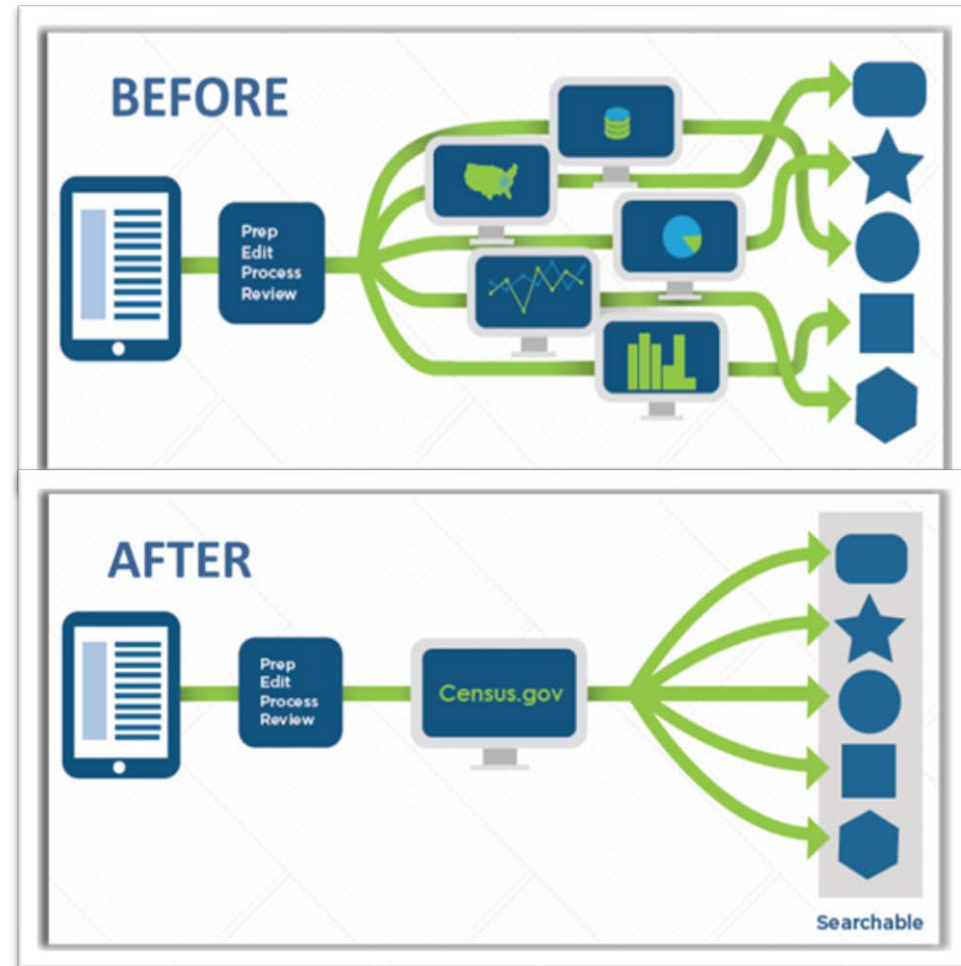 BEFORE
Prep
Edit
Process
Review
AFTER
Prep
Edit
Process
Review
Census.gov
Searchable